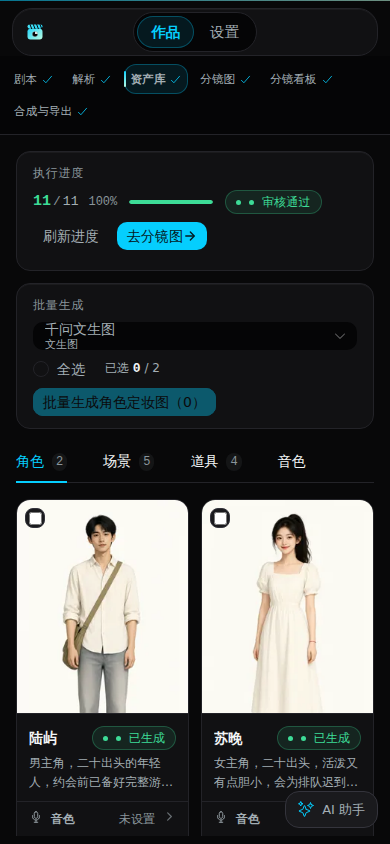 作品 设置
剧本 解析 资产库 分镜图 分镜看板
合成与导出
执行进度
11/11 100% 审核通过
刷新进度 去分镜图
批量生成
千问文生图
文生图
全选 已选 0 / 2
批量生成角色定妆图（0）
角色 2 场景 5 道具 4 音色
陆屿 已生成
男主角，二十出头的年轻
人，约会前已备好完整游…
音色 未设置
苏晚 已生成
女主角，二十出头，活泼又
有点胆小，会为排队迟到…
音色
AI 助手